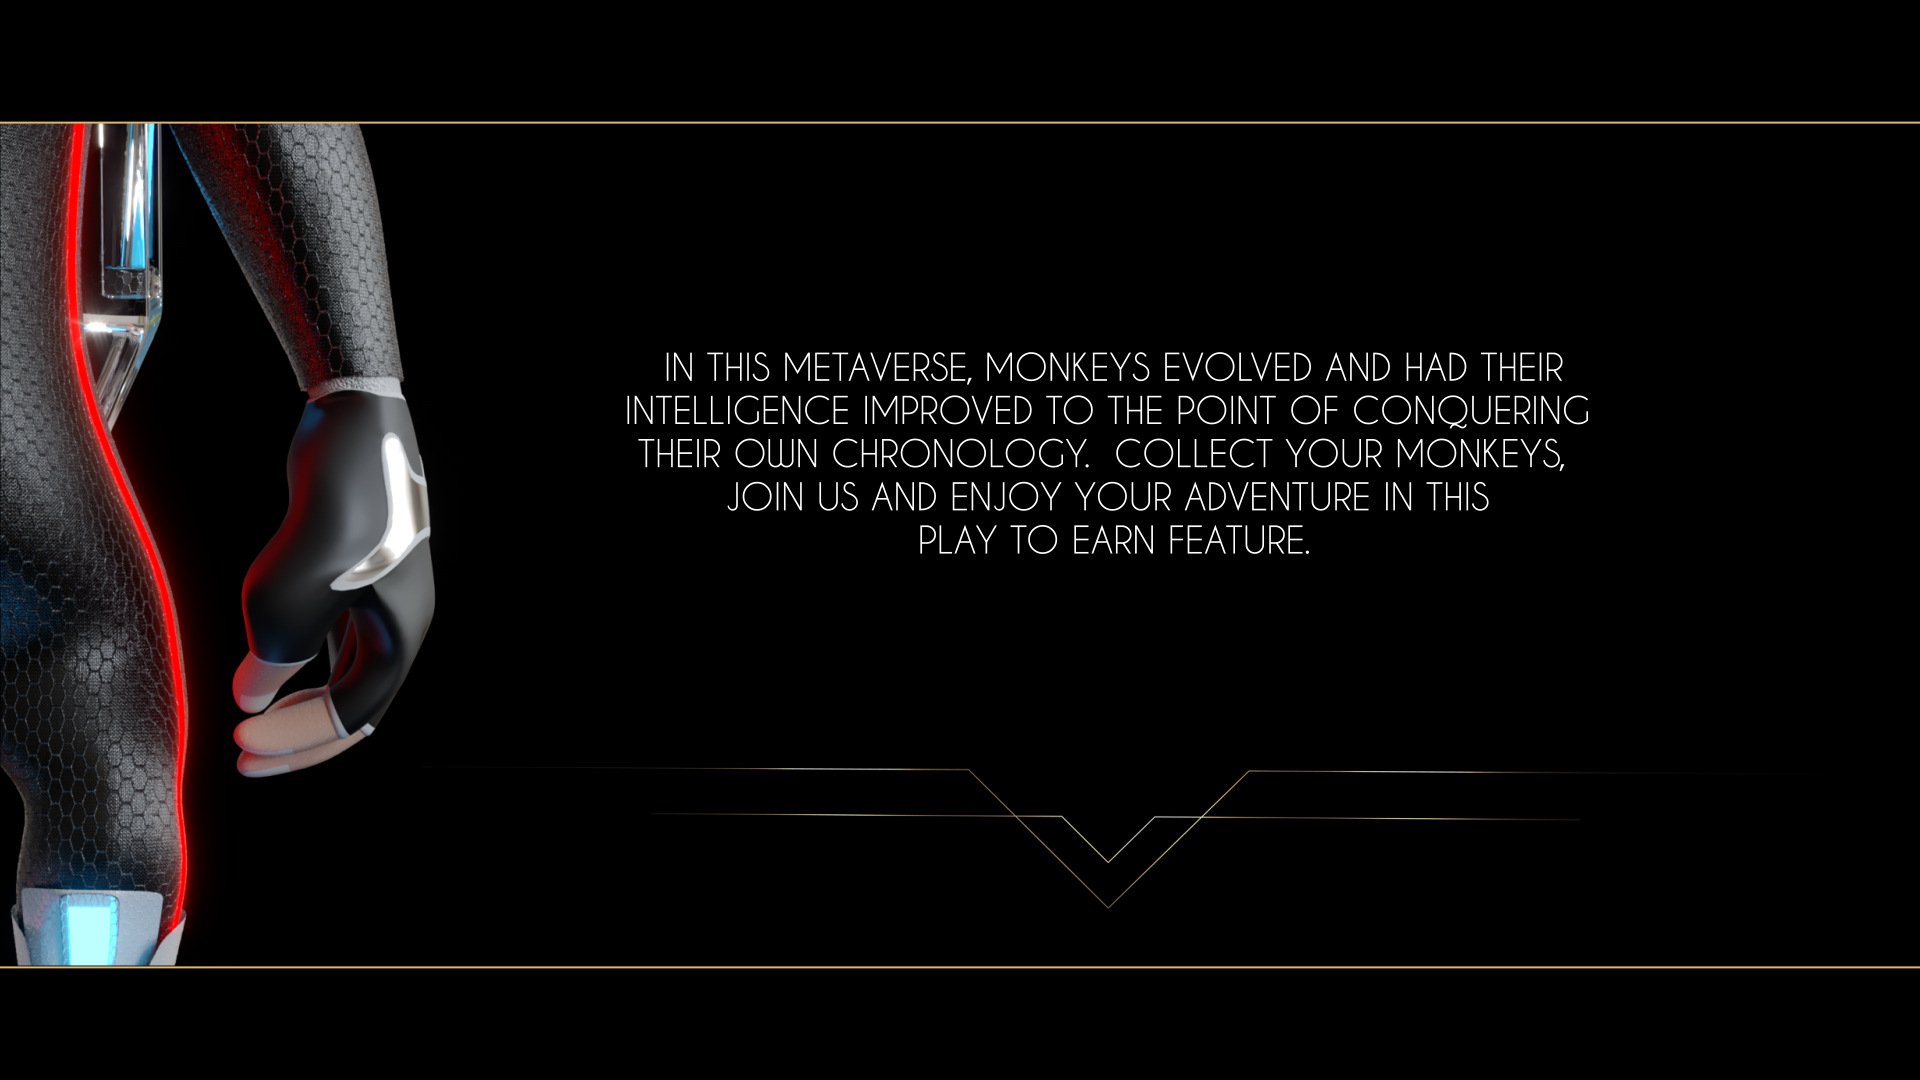 IN THIS METAVERSE, MONKEYS EVOLVED AND HAD THEIR
INTELLIGENCE IMPROVED TO THE POINT OF CONQUERING
THEIR OWN CHRONOLOGY.  COLLECT YOUR MONKEYS,
JOIN US AND ENJOY YOUR ADVENTURE IN THIS
PLAY TO EARN FEATURE.